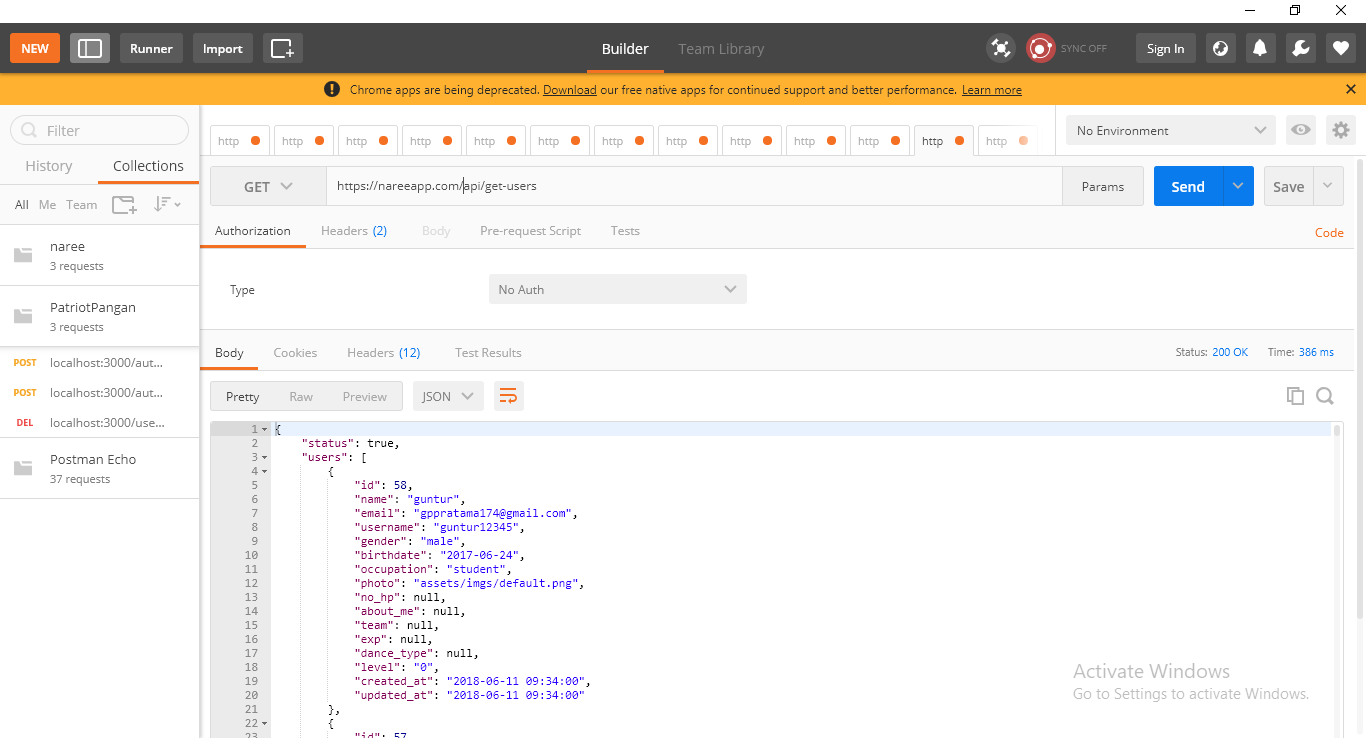 NEW Runner Import Builder Team Library SYNC OFF Sign In
! Chrome apps are being deprecated. Download our free native apps for continued support and better performance. Learn more
Filter
History Collections
All Me Team
naree
3 requests
PatriotPangan
3 requests
POST localhost:3000/aut...
POST localhost:3000/aut...
DEL localhost:3000/use...
Postman Echo
37 requests
http http http http http http http http http http http http http
No Environment
GET https://nareeapp.com/api/get-users Params Send Save
Authorization Headers (2) Body Pre-request Script Tests Code
Type No Auth
Body Cookies Headers (12) Test Results Status: 200 OK Time: 386 ms
Pretty Raw Preview JSON
1 {
2 "status": true,
3 "users": [
4 {
5 "id": 58,
6 "name": "guntur",
7 "email": "gppratama174@gmail.com",
8 "username": "guntur12345",
9 "gender": "male",
10 "birthdate": "2017-06-24",
11 "occupation": "student",
12 "photo": "assets/imgs/default.png",
13 "no_hp": null,
14 "about_me": null,
15 "team": null,
16 "exp": null,
17 "dance_type": null,
18 "level": "0",
19 "created_at": "2018-06-11 09:34:00",
20 "updated_at": "2018-06-11 09:34:00"
21 },
22 {
23 "id": 57,
Activate Windows
Go to Settings to activate Windows.